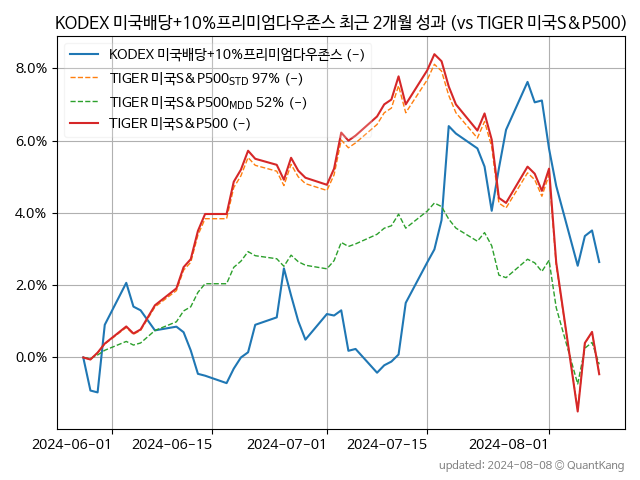 KODEX 미국배당+10%프리미엄다우존스 최근 2개월 성과 (vs TIGER 미국S&P500)
KODEX 미국배당+10%프리미엄다우존스 (-)
TIGER 미국S&P500STD 97% (-)
TIGER 미국S&P500MDD 52% (-)
TIGER 미국S&P500 (-)
8.0%
6.0%
4.0%
2.0%
0.0%
2024-06-01 2024-06-15 2024-07-01 2024-07-15 2024-08-01
updated: 2024-08-08 © QuantKang